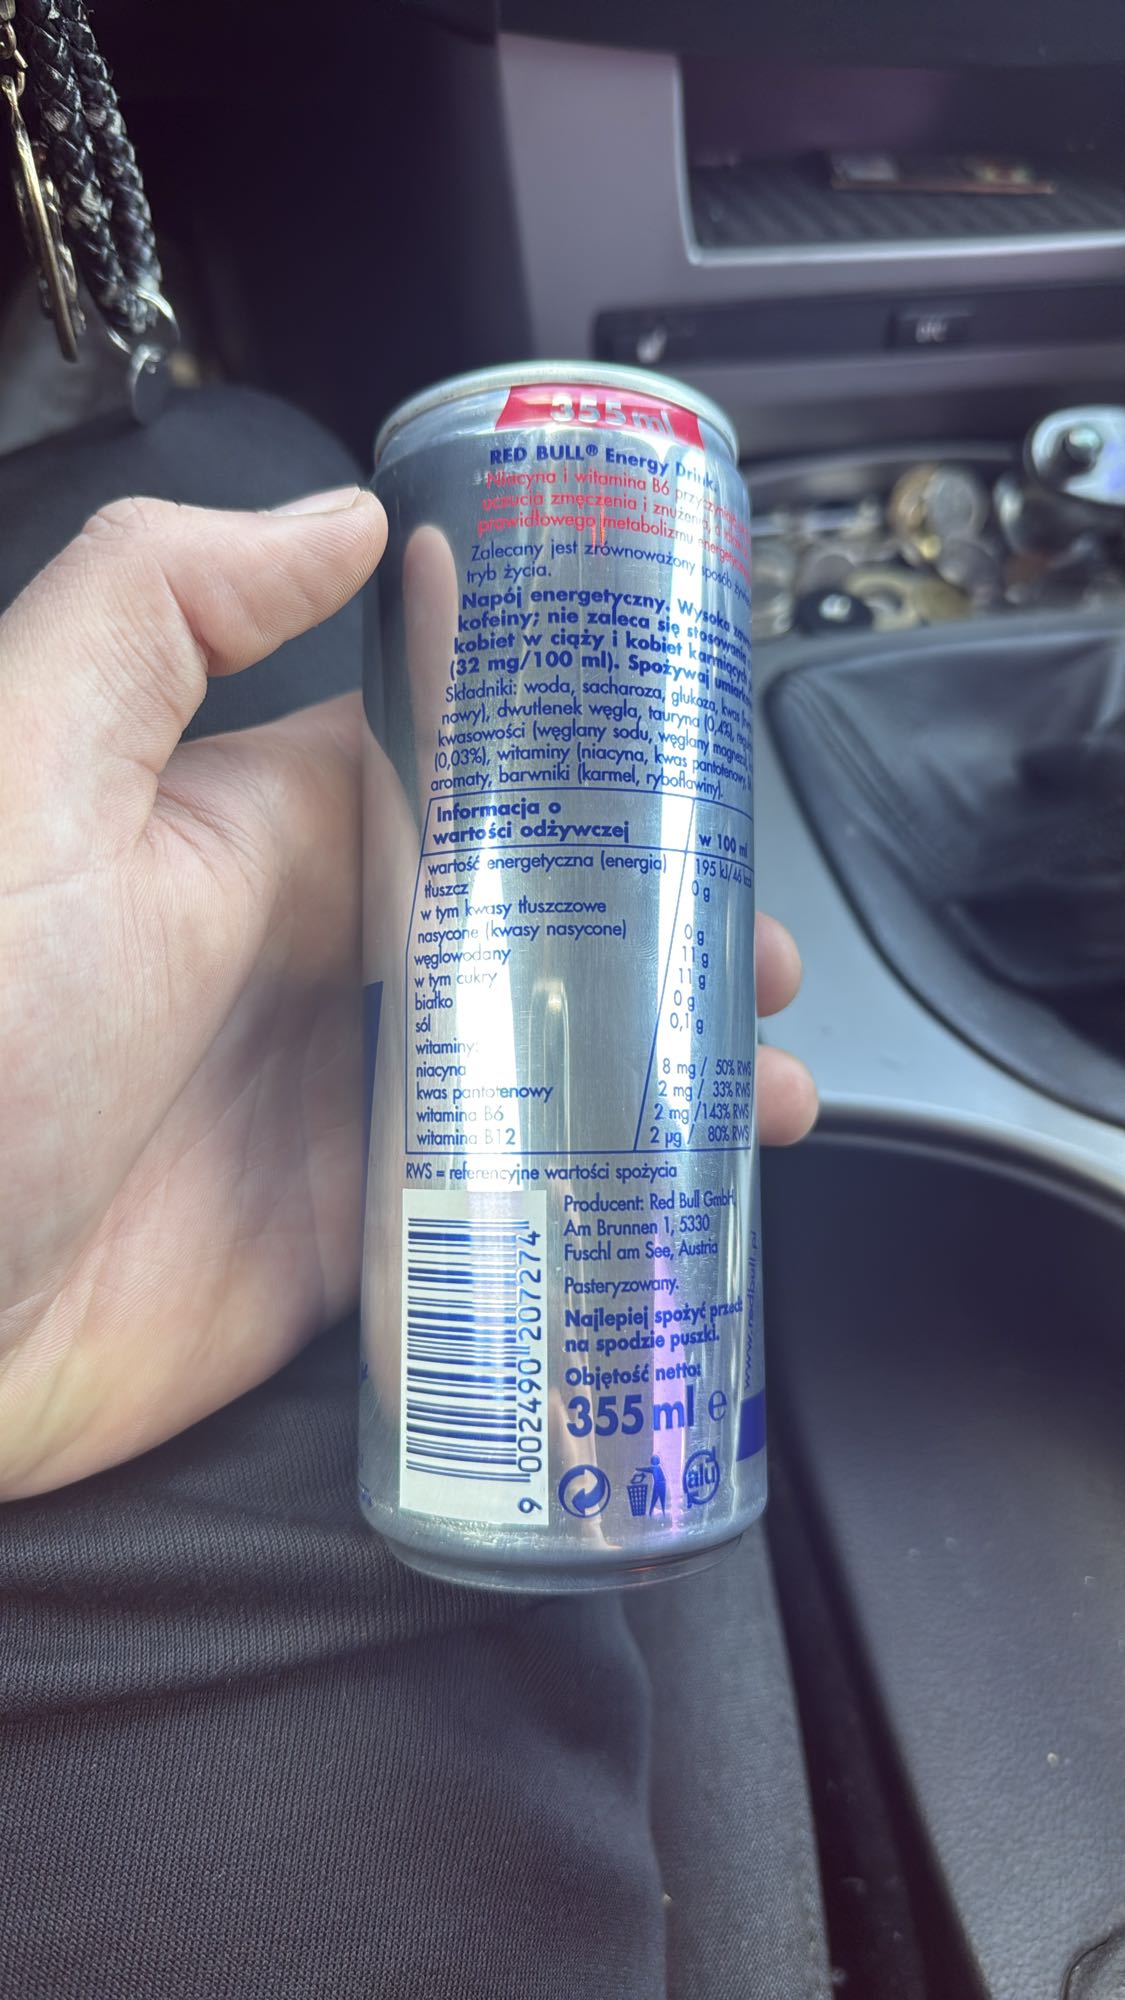 355 ml
RED BULL® Energy Drink.
Niacyna i witamina B6
uczucia zmęczenia i znużenia, a
prawidłowego metabolizmu energetycznego
Zalecany jest zrównoważony sposób
tryb życia.
Napój energetyczny. Wysoka
kofeiny; nie zaleca się stosowania
kobiet w ciąży i kobiet karmiących
(32 mg/100 ml). Spożywaj
Składniki: woda, sacharoza, glukoza, kwas
nowy), dwutlenek węgla, tauryna (0,4%),
kwasowości (węglany sodu, węglany magnezu),
(0,03%), witaminy (niacyna, kwas pantotenowy,
aromaty, barwniki (karmel, ryboflawiny).
Informacja o
wartości odżywczej w 100 ml
wartość energetyczna (energia) 195 kJ/46 kcal
tłuszcz 0 g
w tym kwasy tłuszczowe
nasycone (kwasy nasycone) 0 g
węglowodany 11 g
w tym cukry 11 g
białko 0 g
sól 0,1 g
witaminy:
niacyna 8 mg / 50% RWS
kwas pantotenowy 2 mg / 33% RWS
witamina B6 2 mg /143% RWS
witamina B12 2 µg / 80% RWS
RWS = referencyjne wartości spożycia
Producent: Red Bull GmbH,
Am Brunnen 1, 5330
Fuschl am See, Austria
Pasteryzowany.
Najlepiej spożyć przed:
na spodzie puszki.
Objętość netto:
355 ml e
alu
www.redbull.pl
9 002490 207274